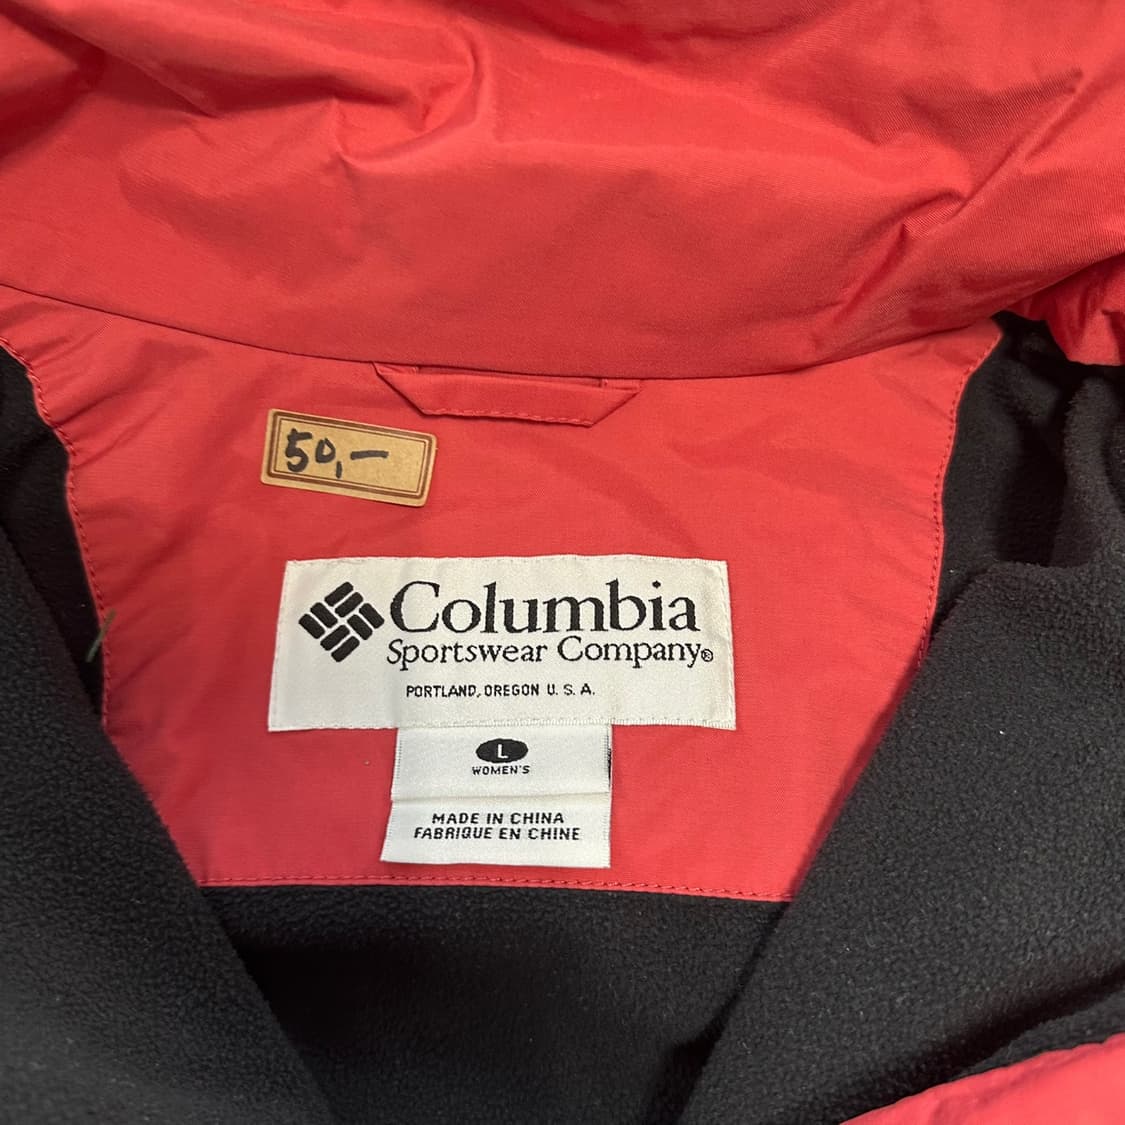 50,-
Columbia
Sportswear Company®
PORTLAND, OREGON U. S. A.
L
WOMEN'S
MADE IN CHINA
FABRIQUE EN CHINE